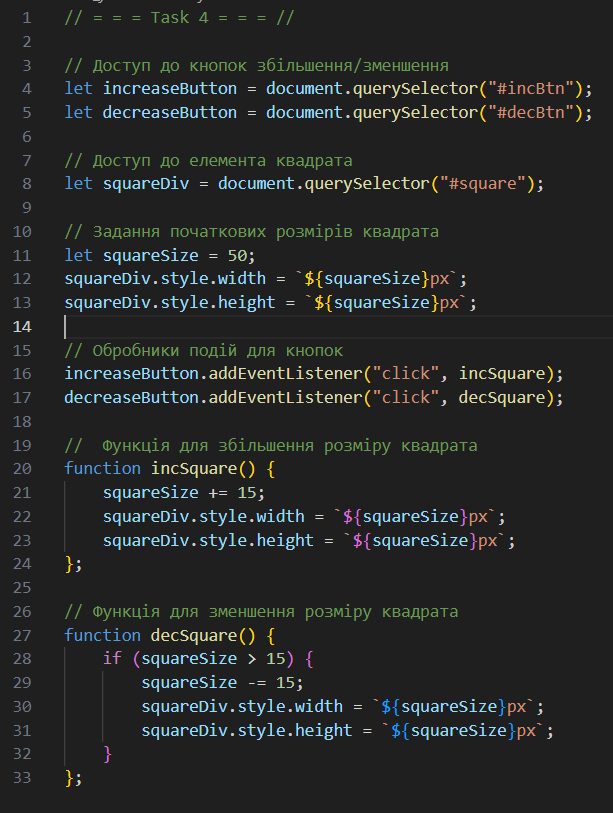 1 // = = = Task 4 = = = //
2
3 // Доступ до кнопок збільшення/зменшення
4 let increaseButton = document.querySelector("#incBtn");
5 let decreaseButton = document.querySelector("#decBtn");
6
7 // Доступ до елемента квадрата
8 let squareDiv = document.querySelector("#square");
9
10 // Задання початкових розмірів квадрата
11 let squareSize = 50;
12 squareDiv.style.width = `${squareSize}px`;
13 squareDiv.style.height = `${squareSize}px`;
14
15 // Обробники подій для кнопок
16 increaseButton.addEventListener("click", incSquare);
17 decreaseButton.addEventListener("click", decSquare);
18
19 //  Функція для збільшення розміру квадрата
20 function incSquare() {
21     squareSize += 15;
22     squareDiv.style.width = `${squareSize}px`;
23     squareDiv.style.height = `${squareSize}px`;
24 };
25
26 // Функція для зменшення розміру квадрата
27 function decSquare() {
28     if (squareSize > 15) {
29         squareSize -= 15;
30         squareDiv.style.width = `${squareSize}px`;
31         squareDiv.style.height = `${squareSize}px`;
32     }
33 };